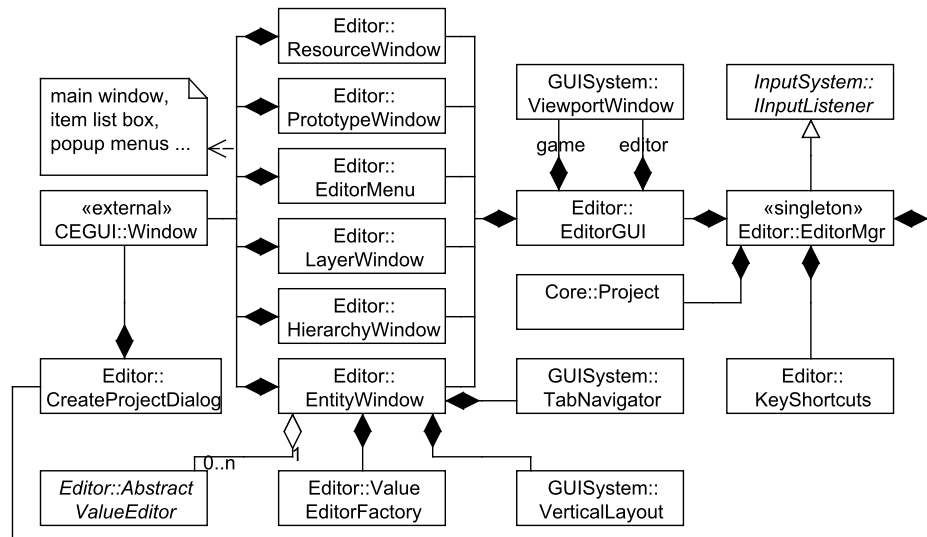 Editor::
ResourceWindow
main window,
item list box,
popup menus ...
Editor::
PrototypeWindow
GUISystem::
ViewportWindow
InputSystem::
IInputListener
game
editor
Editor::
EditorMenu
«external»
CEGUI::Window
Editor::
EditorGUI
«singleton»
Editor::EditorMgr
Editor::
LayerWindow
Core::Project
Editor::
HierarchyWindow
Editor::
CreateProjectDialog
Editor::
EntityWindow
GUISystem::
TabNavigator
Editor::
KeyShortcuts
0..n
1
Editor::Abstract
ValueEditor
Editor::Value
EditorFactory
GUISystem::
VerticalLayout